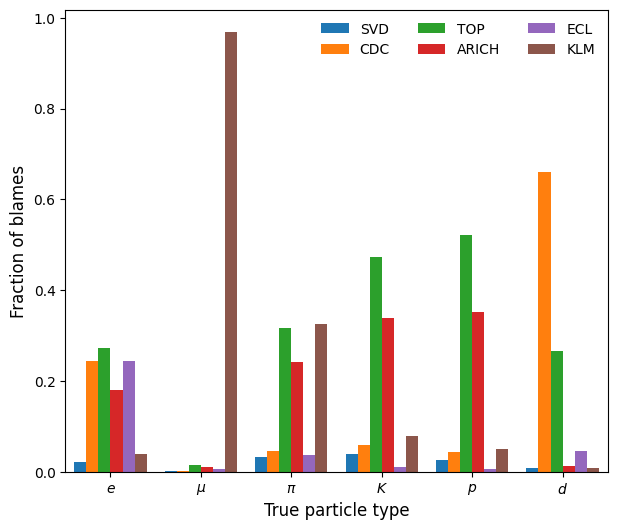 SVD TOP ECL
CDC ARICH KLM
Fraction of blames
1.0
0.8
0.6
0.4
0.2
0.0
e μ π K p d
True particle type